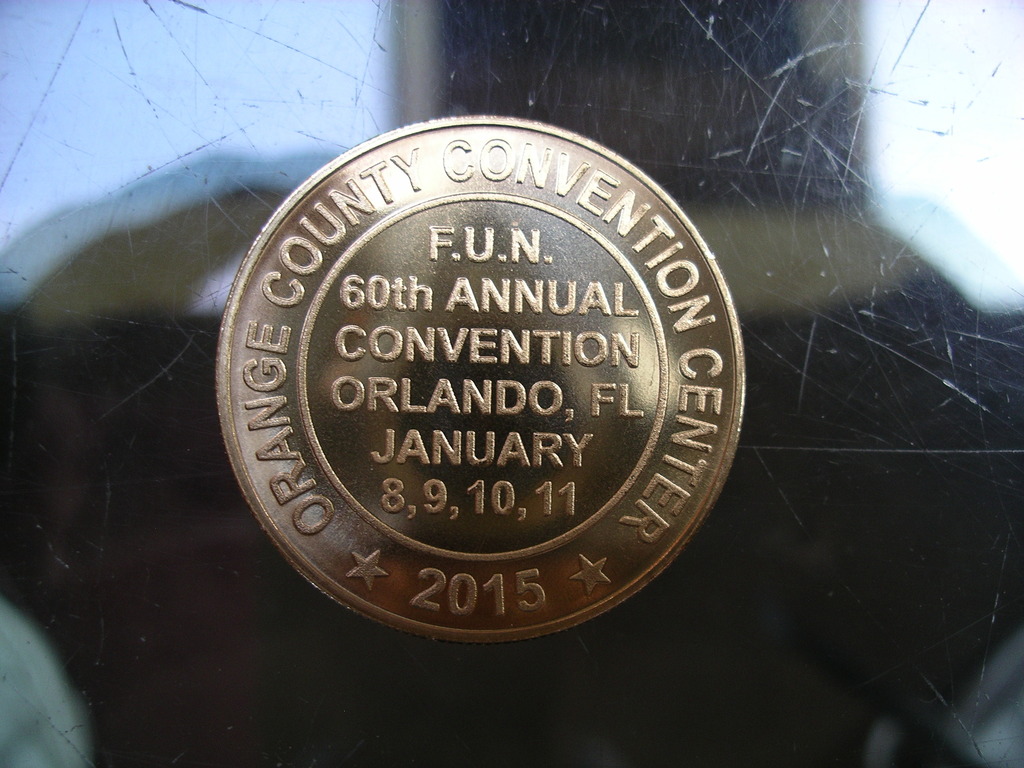 ORANGE COUNTY CONVENTION CENTER
F.U.N.
60th ANNUAL
CONVENTION
ORLANDO, FL
JANUARY
8, 9, 10, 11
2015